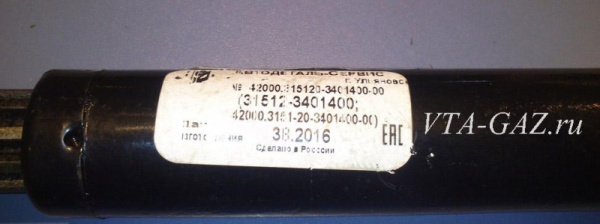 Автодеталь-Сервис
г. Ульяновск
№ 42000.315120-3401400-00
(31512-3401400;
42000.3151-20-3401400-00)
38.2016
Сделано в России
ЕАС
VTA-GAZ.ru